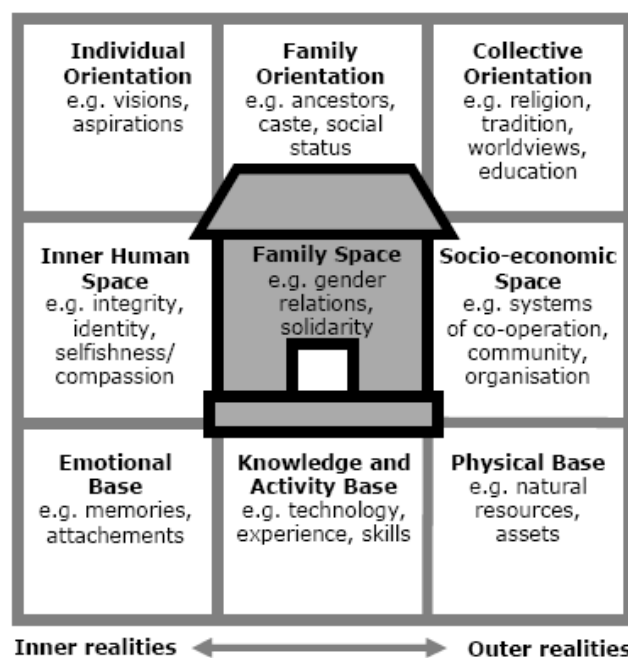 Individual
Orientation
e.g. visions,
aspirations
Family
Orientation
e.g. ancestors,
caste, social
status
Collective
Orientation
e.g. religion,
tradition,
worldviews,
education
Inner Human
Space
e.g. integrity,
identity,
selfishness/
compassion
Family Space
e.g. gender
relations,
solidarity
Socio-economic
Space
e.g. systems
of co-operation,
community,
organisation
Emotional
Base
e.g. memories,
attachements
Knowledge and
Activity Base
e.g. technology,
experience, skills
Physical Base
e.g. natural
resources,
assets
Inner realities
Outer realities